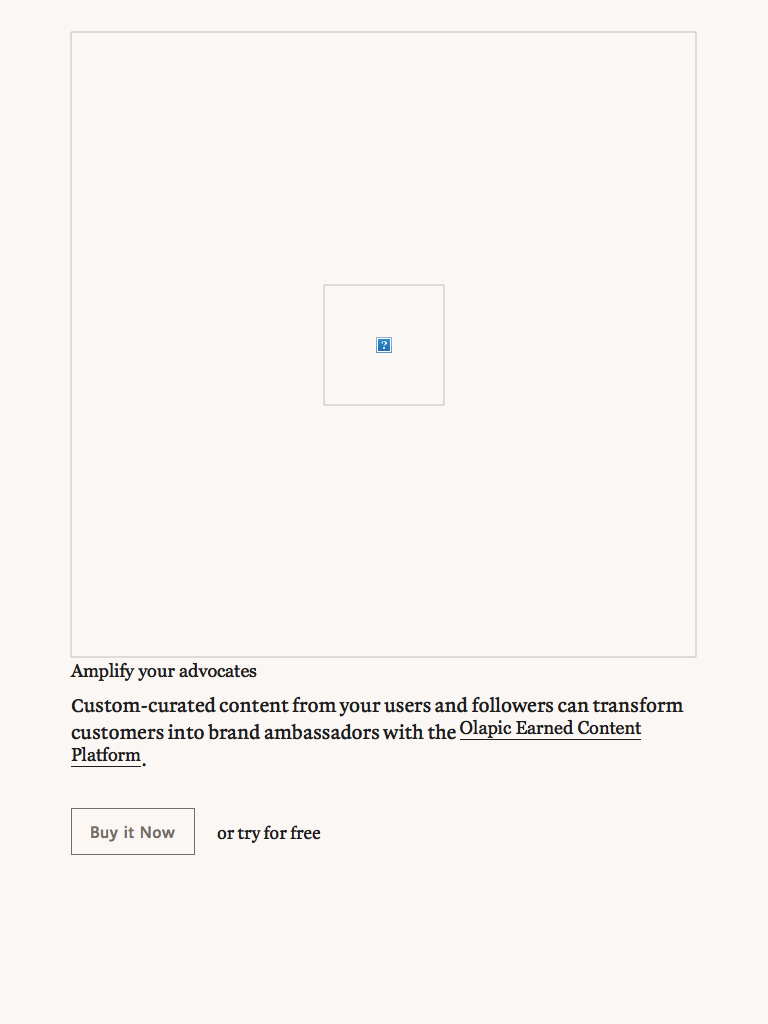 Amplify your advocates
Custom-curated content from your users and followers can transform
customers into brand ambassadors with the Olapic Earned Content
Platform.
Buy it Now
or try for free